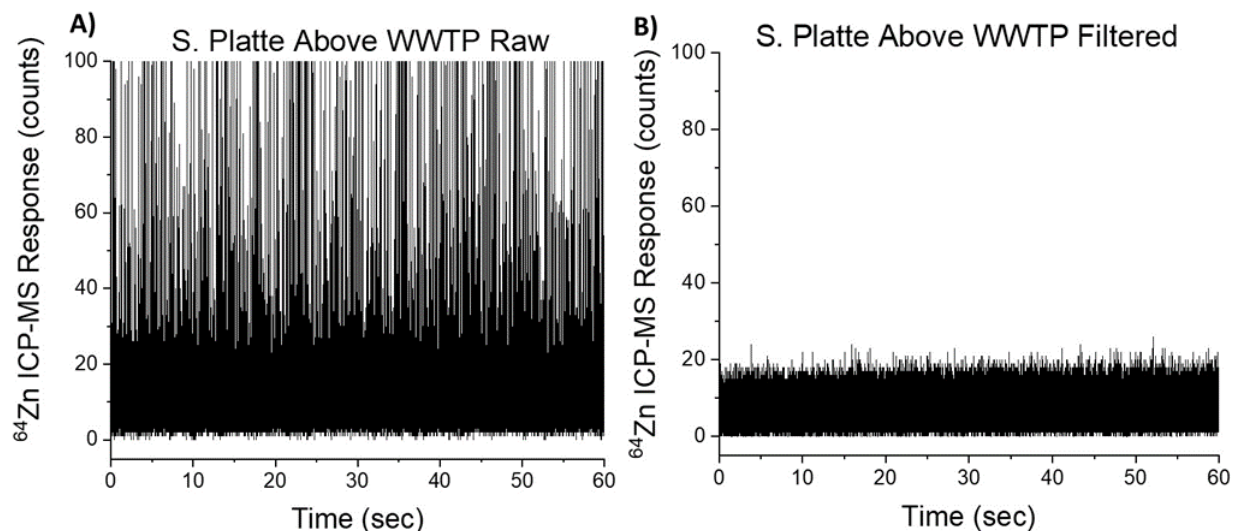 A)
S. Platte Above WWTP Raw
⁶⁴Zn ICP-MS Response (counts)
100
80
60
40
20
0
0 10 20 30 40 50 60
Time (sec)
B)
S. Platte Above WWTP Filtered
⁶⁴Zn ICP-MS Response (counts)
100
80
60
40
20
0
0 10 20 30 40 50 60
Time (sec)